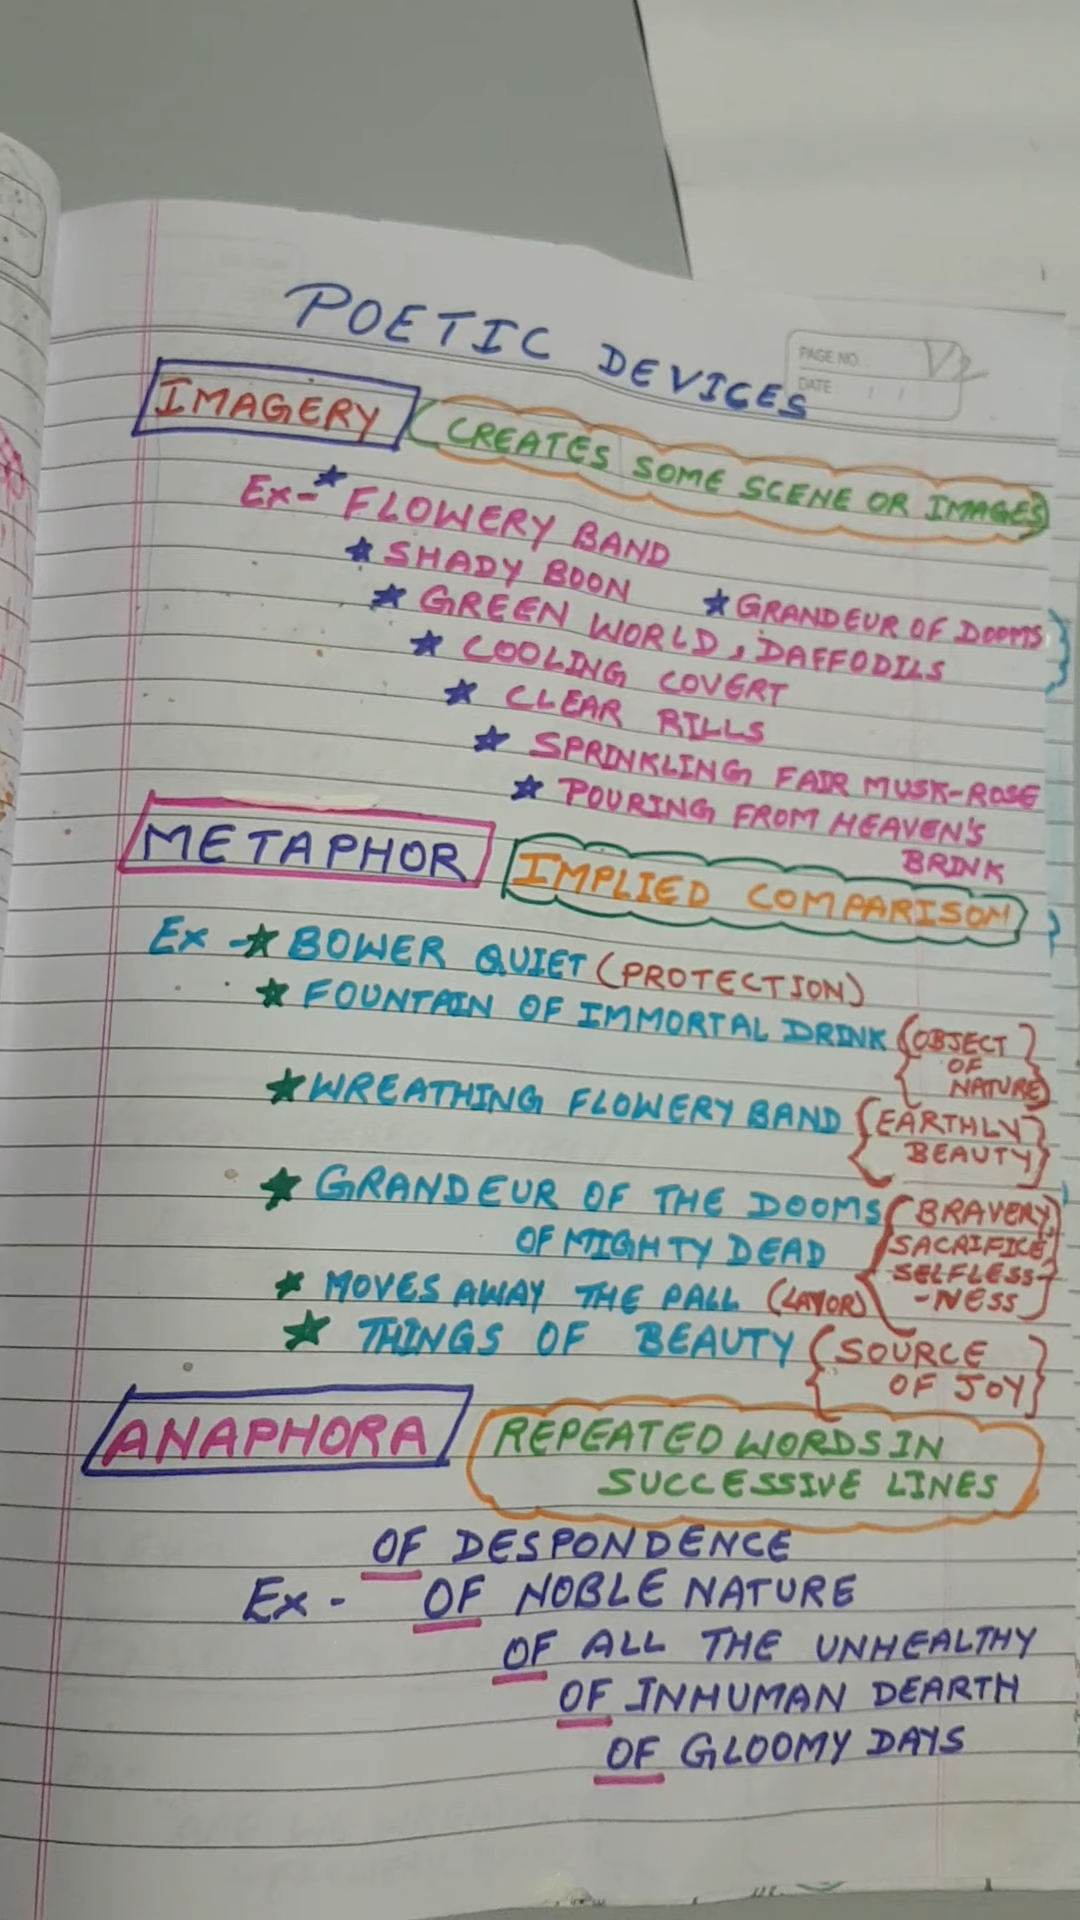 POETIC DEVICES
PAGE NO.
DATE / /
IMAGERY (CREATES SOME SCENE OR IMAGES)
Ex- ★ FLOWERY BAND
★ SHADY BOON
★ GRANDEUR OF DOOMS
★ GREEN WORLD, DAFFODILS
★ COOLING COVERT
★ CLEAR RILLS
★ SPRINKLING FAIR MUSK-ROSE
★ POURING FROM HEAVEN'S
BRINK
METAPHOR IMPLIED COMPARISON
Ex - ★ BOWER QUIET (PROTECTION)
★ FOUNTAIN OF IMMORTAL DRINK {OBJECT
OF
NATURE}
★ WREATHING FLOWERY BAND {EARTHLY
BEAUTY}
★ GRANDEUR OF THE DOOMS {BRAVERY,
OF MIGHTY DEAD SACRIFICE,
SELFLESS-
★ MOVES AWAY THE PALL (LAYOR) -NESS}
★ THINGS OF BEAUTY {SOURCE
OF JOY}
ANAPHORA REPEATED WORDS IN
SUCCESSIVE LINES
OF DESPONDENCE
Ex - OF NOBLE NATURE
OF ALL THE UNHEALTHY
OF INHUMAN DEARTH
OF GLOOMY DAYS